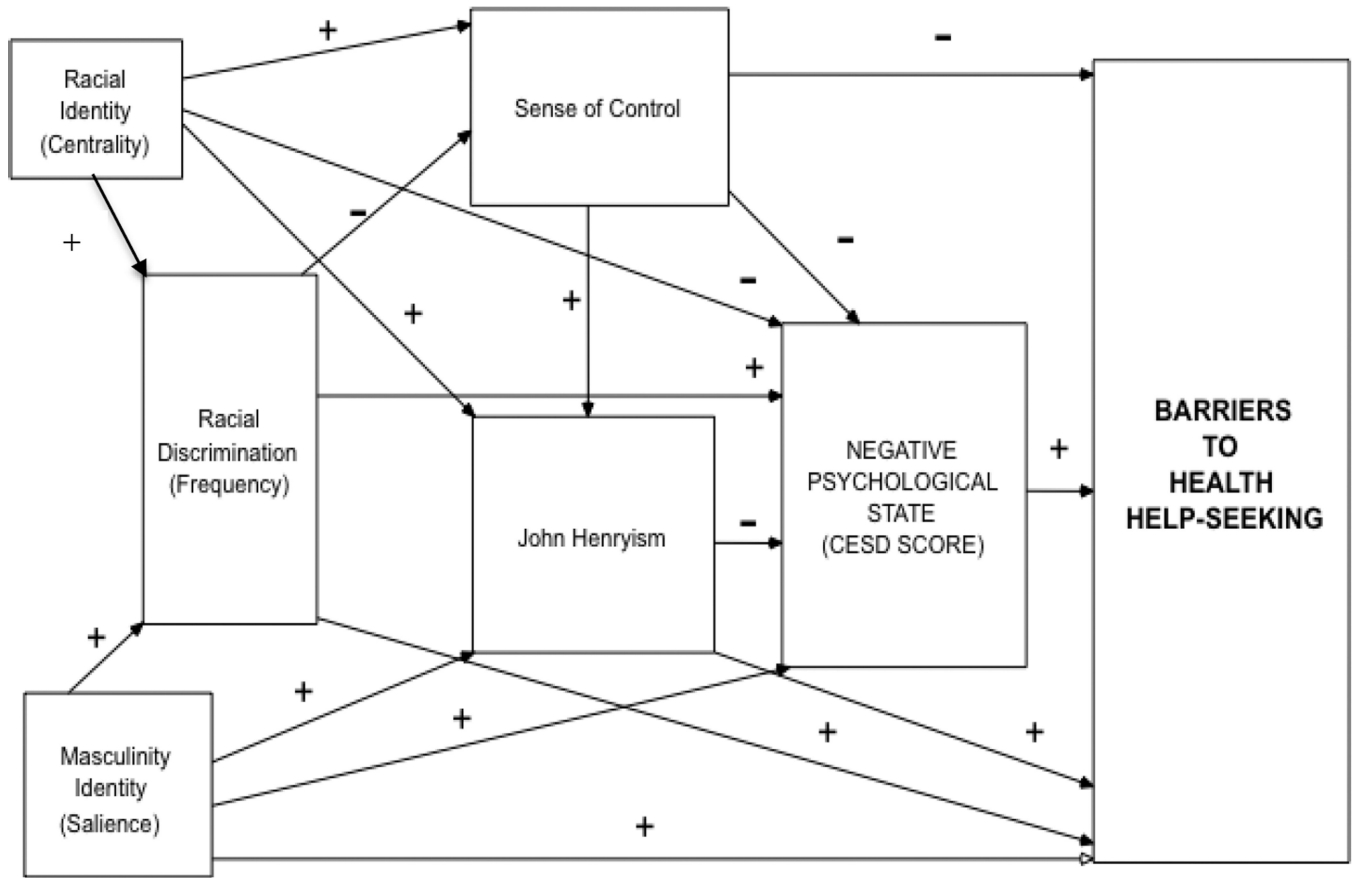 Racial
Identity
(Centrality)
+
Sense of Control
-
+
-
+
+
-
-
Racial
Discrimination
(Frequency)
+
John Henryism
-
NEGATIVE
PSYCHOLOGICAL
STATE
(CESD SCORE)
+
BARRIERS
TO
HEALTH
HELP-SEEKING
+
Masculinity
Identity
(Salience)
+
+
+
+
+